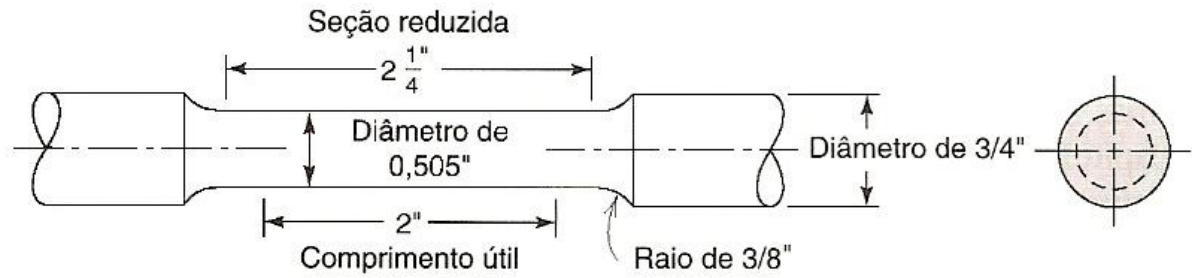 Seção reduzida
2 1/4"
Diâmetro de
0,505"
Diâmetro de 3/4"
2"
Comprimento útil
Raio de 3/8"